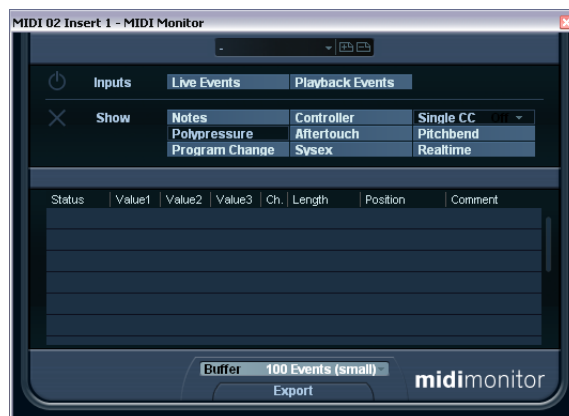 MIDI 02 Insert 1 - MIDI Monitor
-
Inputs Live Events Playback Events
Show Notes Controller Single CC Off
Polypressure Aftertouch Pitchbend
Program Change Sysex Realtime
Status Value1 Value2 Value3 Ch. Length Position Comment
Buffer 100 Events (small)
Export
midimonitor